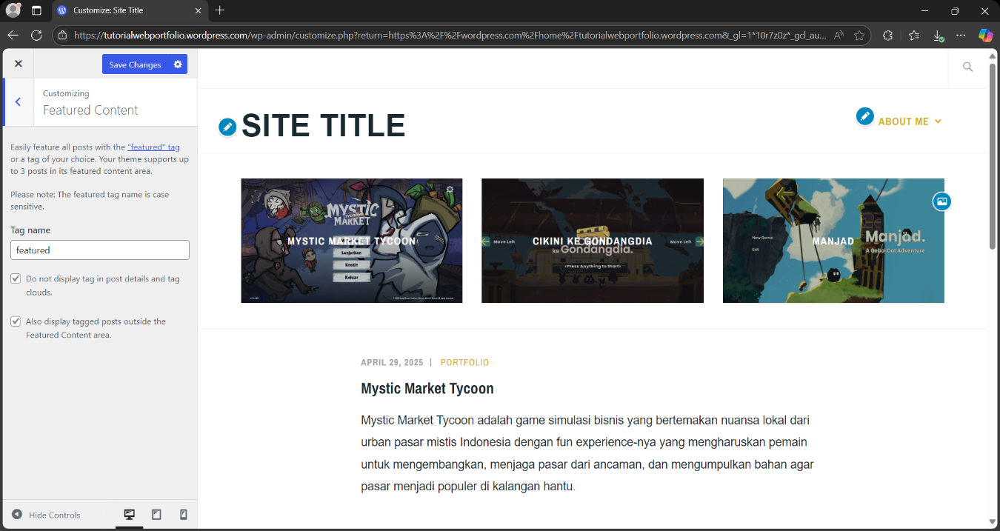 Customize: Site Title
https://tutorialwebportfolio.wordpress.com/wp-admin/customize.php?return=https%3A%2F%2Fwordpress.com%2Fhome%2Ftutorialwebportfolio.wordpress.com&_gl=1*10r7z0z*_gcl_au...
Save Changes
Customizing
Featured Content
Easily feature all posts with the "featured" tag
or a tag of your choice. Your theme supports up
to 3 posts in its featured content area.
Please note: The featured tag name is case
sensitive.
Tag name
featured
Do not display tag in post details and tag
clouds.
Also display tagged posts outside the
Featured Content area.
Hide Controls
SITE TITLE
ABOUT ME
MYSTIC
MARKET
MYSTIC MARKET TYCOON
Lanjutkan
Kredit
Keluar
Move Left
CIKINI KE GONDANGDIA
Move Left
ke Gondangdia.
<Press Anything to Start>
New Game
Exit
MANJAD
Manjad.
A Gebal Cat Adventure
APRIL 29, 2025 | PORTFOLIO
Mystic Market Tycoon
Mystic Market Tycoon adalah game simulasi bisnis yang bertemakan nuansa lokal dari
urban pasar mistis Indonesia dengan fun experience-nya yang mengharuskan pemain
untuk mengembangkan, menjaga pasar dari ancaman, dan mengumpulkan bahan agar
pasar menjadi populer di kalangan hantu.